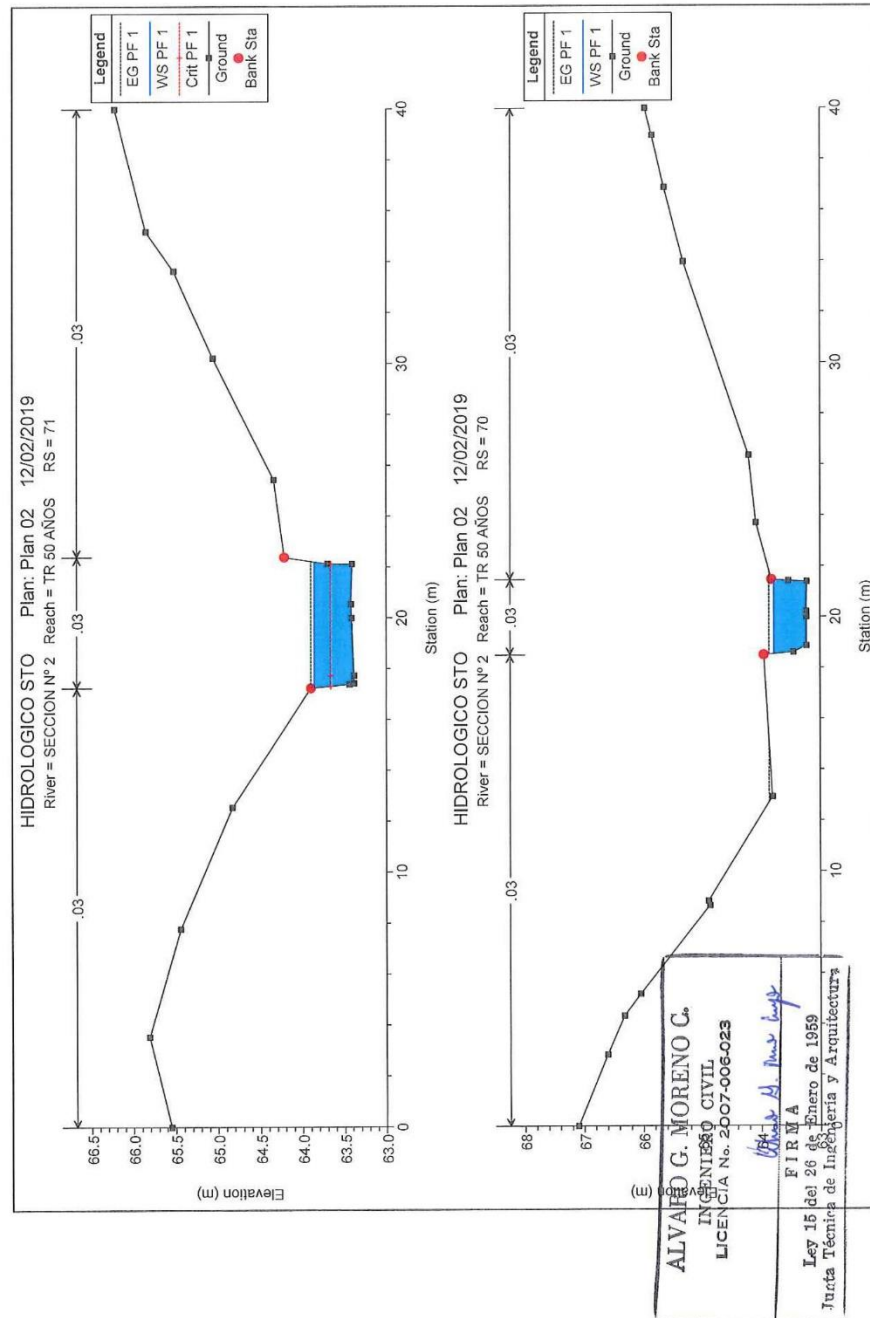 HIDROLOGICO STO Plan: Plan 02 12/02/2019
River = SECCION Nº 2 Reach = TR 50 AÑOS RS = 71
.03
.03
.03
Legend
EG PF 1
WS PF 1
Crit PF 1
Ground
Bank Sta
66.5
66.0
65.5
65.0
64.5
64.0
63.5
63.0
Elevation (m)
0
10
20
30
40
Station (m)
HIDROLOGICO STO Plan: Plan 02 12/02/2019
River = SECCION Nº 2 Reach = TR 50 AÑOS RS = 70
.03
.03
.03
Legend
EG PF 1
WS PF 1
Ground
Bank Sta
68
67
66
65
64
63
Elevation (m)
0
10
20
30
40
Station (m)
ALVARO G. MORENO C.
INGENIERO CIVIL
LICENCIA No. 2007-006-023
FIRMA
Ley 15 del 26 de Enero de 1959
Junta Técnica de Ingeniería y Arquitectura